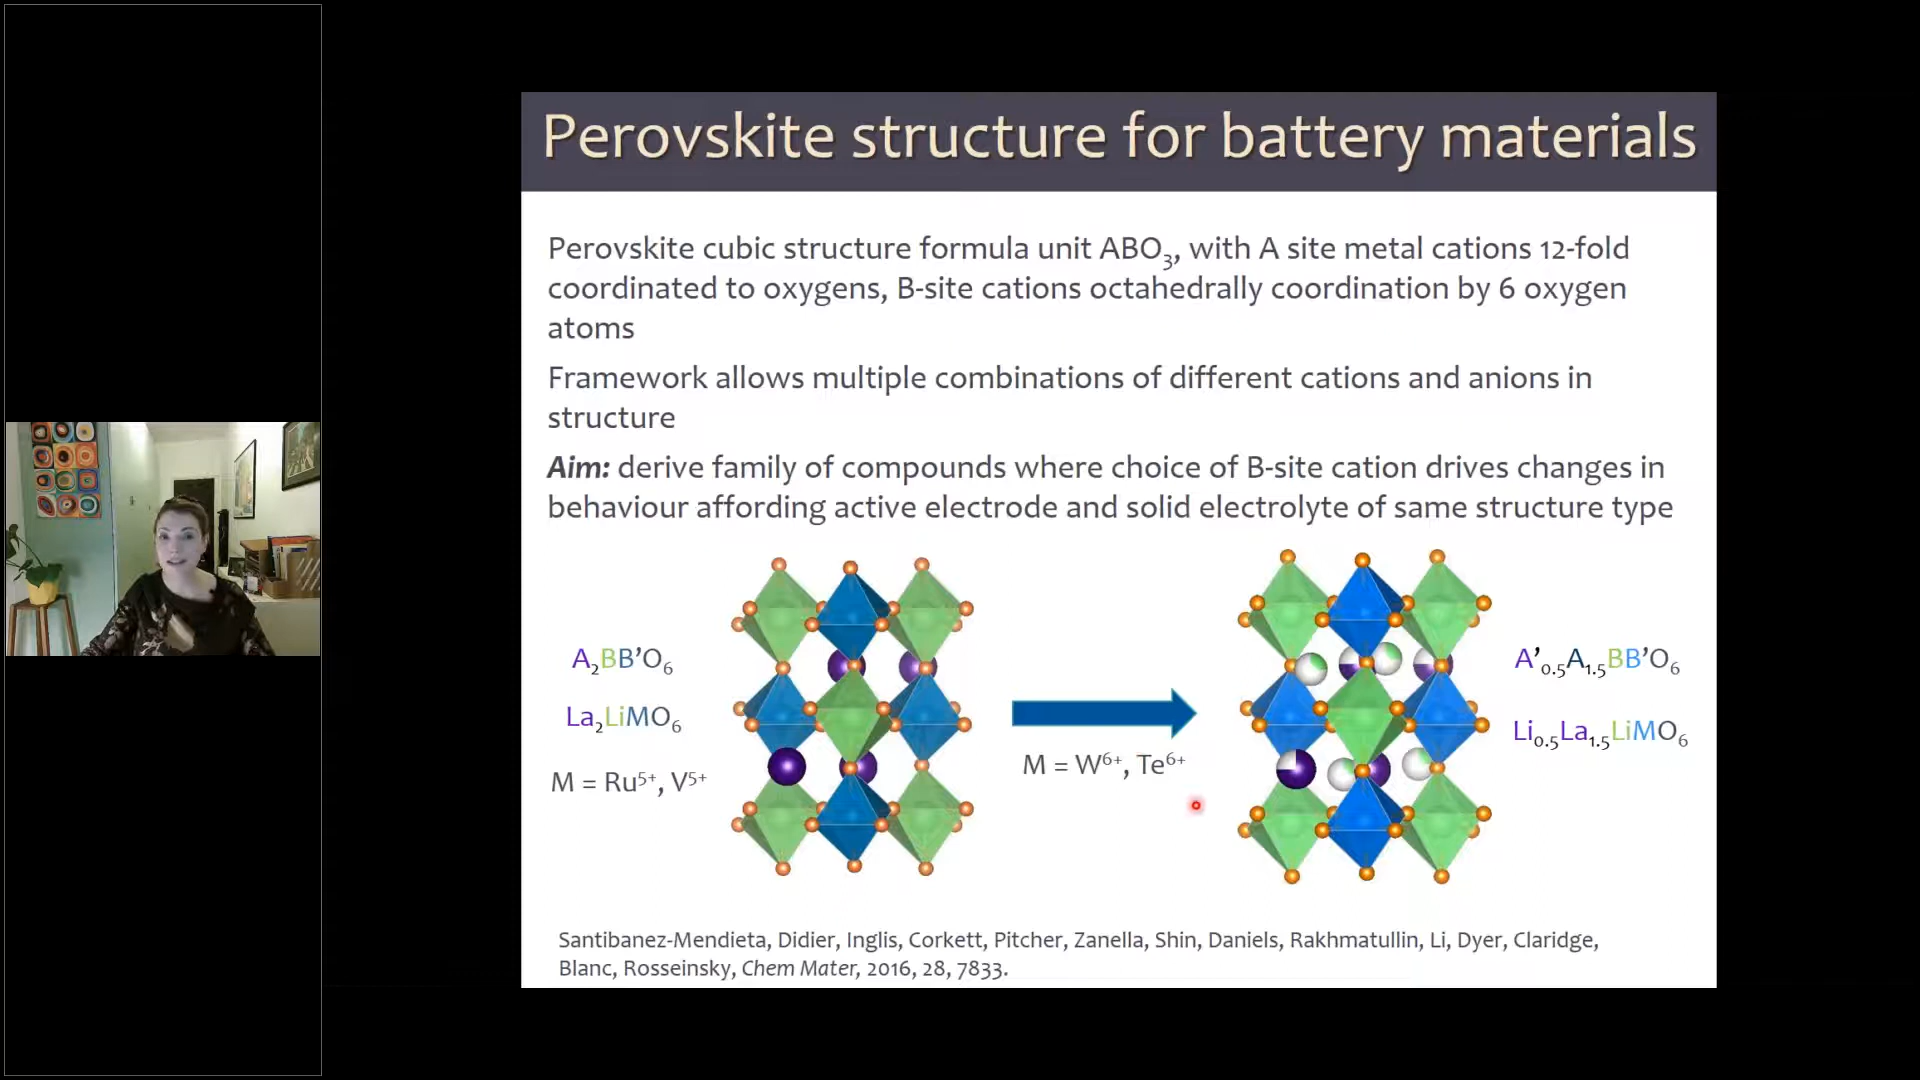 Perovskite structure for battery materials
Perovskite cubic structure formula unit ABO₃, with A site metal cations 12-fold
coordinated to oxygens, B-site cations octahedrally coordination by 6 oxygen
atoms
Framework allows multiple combinations of different cations and anions in
structure
Aim: derive family of compounds where choice of B-site cation drives changes in
behaviour affording active electrode and solid electrolyte of same structure type
A₂BB’O₆
La₂LiMO₆
M = Ru⁵⁺, V⁵⁺
M = W⁶⁺, Te⁶⁺
A’₀.₅A₁.₅BB’O₆
Li₀.₅La₁.₅LiMO₆
Santibanez-Mendieta, Didier, Inglis, Corkett, Pitcher, Zanella, Shin, Daniels, Rakhmatullin, Li, Dyer, Claridge,
Blanc, Rosseinsky, Chem Mater, 2016, 28, 7833.